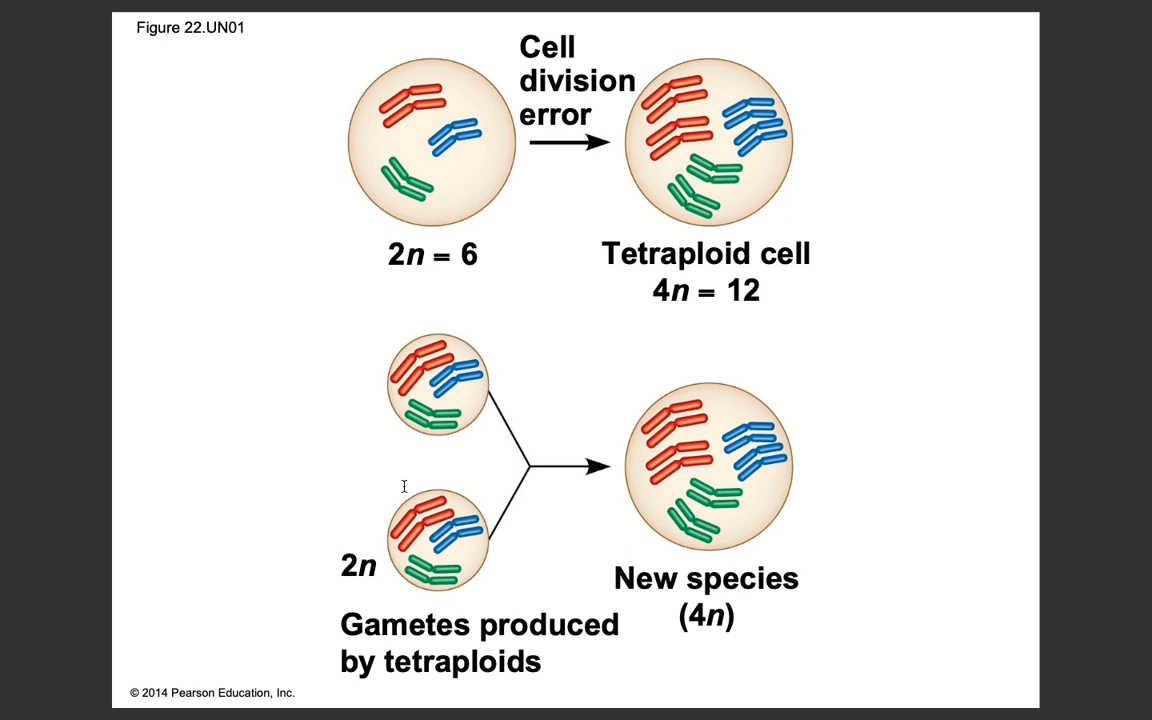 Figure 22.UN01
Cell
division
error
2n = 6
Tetraploid cell
4n = 12
2n
Gametes produced
by tetraploids
New species
(4n)
© 2014 Pearson Education, Inc.